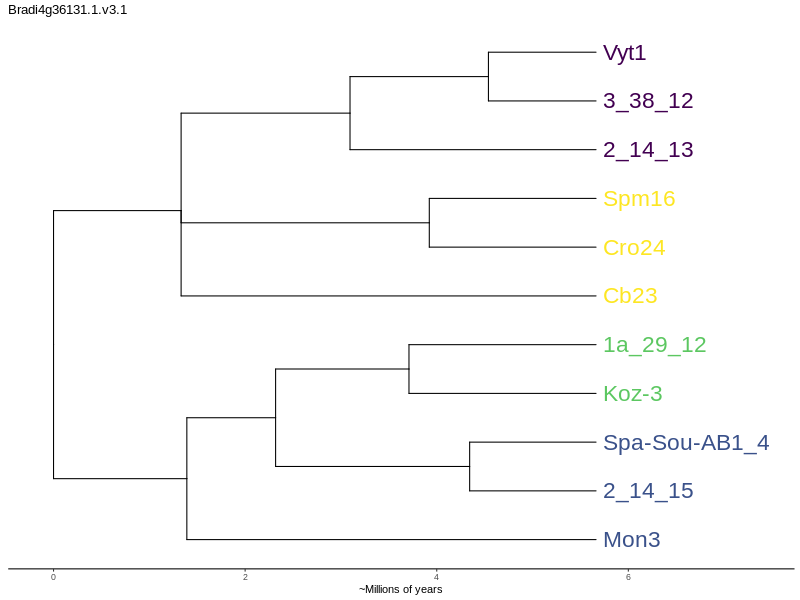 Bradi4g36131.1.v3.1
Vyt1
3_38_12
2_14_13
Spm16
Cro24
Cb23
1a_29_12
Koz-3
Spa-Sou-AB1_4
2_14_15
Mon3
0 2 4 6
~Millions of years